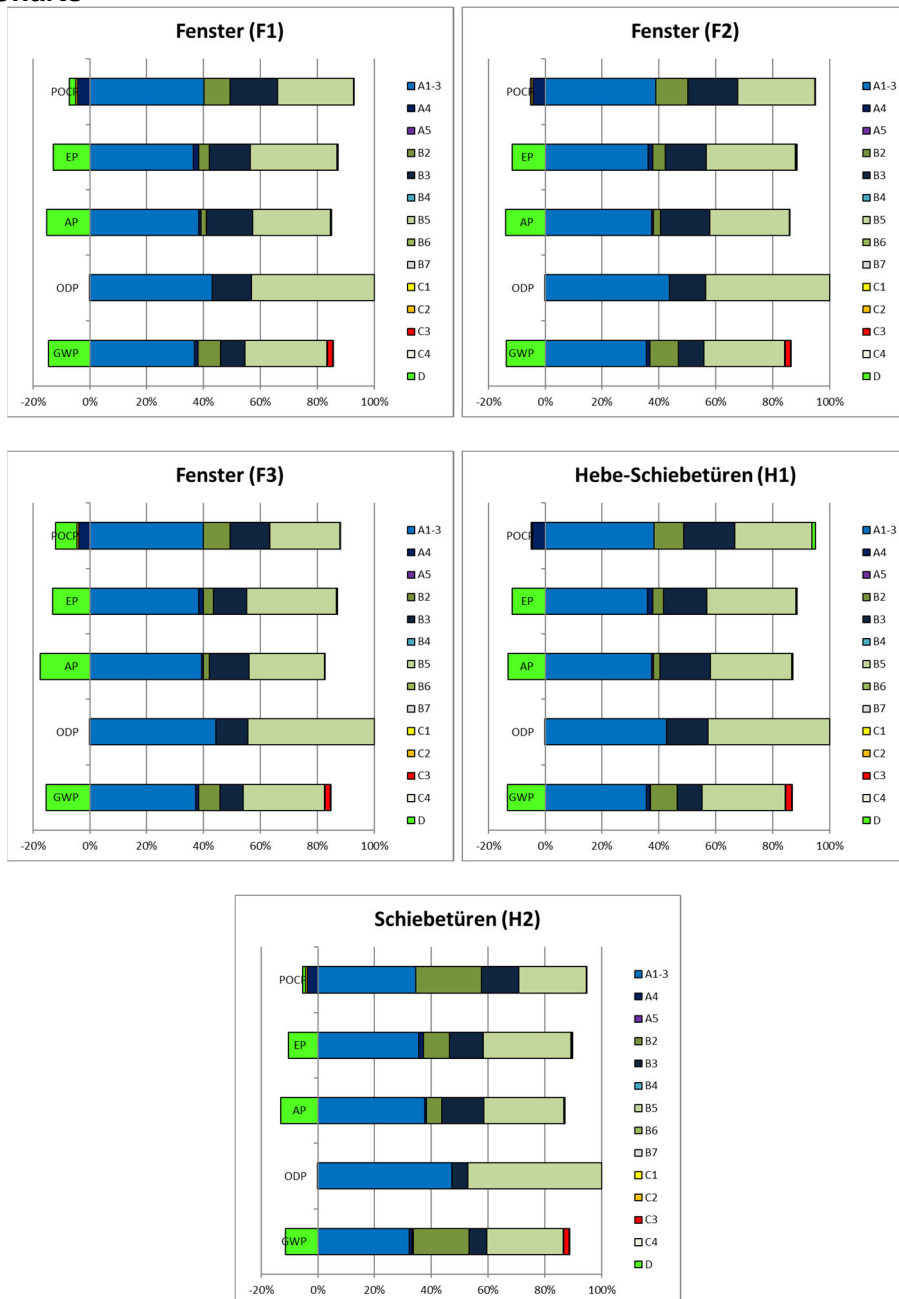 Fenster (F1)
POCP
EP
AP
ODP
GWP
-20% 0% 20% 40% 60% 80% 100%
A1-3
A4
A5
B2
B3
B4
B5
B6
B7
C1
C2
C3
C4
D
Fenster (F2)
POCP
EP
AP
ODP
GWP
-20% 0% 20% 40% 60% 80% 100%
A1-3
A4
A5
B2
B3
B4
B5
B6
B7
C1
C2
C3
C4
D
Fenster (F3)
POCP
EP
AP
ODP
GWP
-20% 0% 20% 40% 60% 80% 100%
A1-3
A4
A5
B2
B3
B4
B5
B6
B7
C1
C2
C3
C4
D
Hebe-Schiebetüren (H1)
POCP
EP
AP
ODP
GWP
-20% 0% 20% 40% 60% 80% 100%
A1-3
A4
A5
B2
B3
B4
B5
B6
B7
C1
C2
C3
C4
D
Schiebetüren (H2)
POCP
EP
AP
ODP
GWP
-20% 0% 20% 40% 60% 80% 100%
A1-3
A4
A5
B2
B3
B4
B5
B6
B7
C1
C2
C3
C4
D